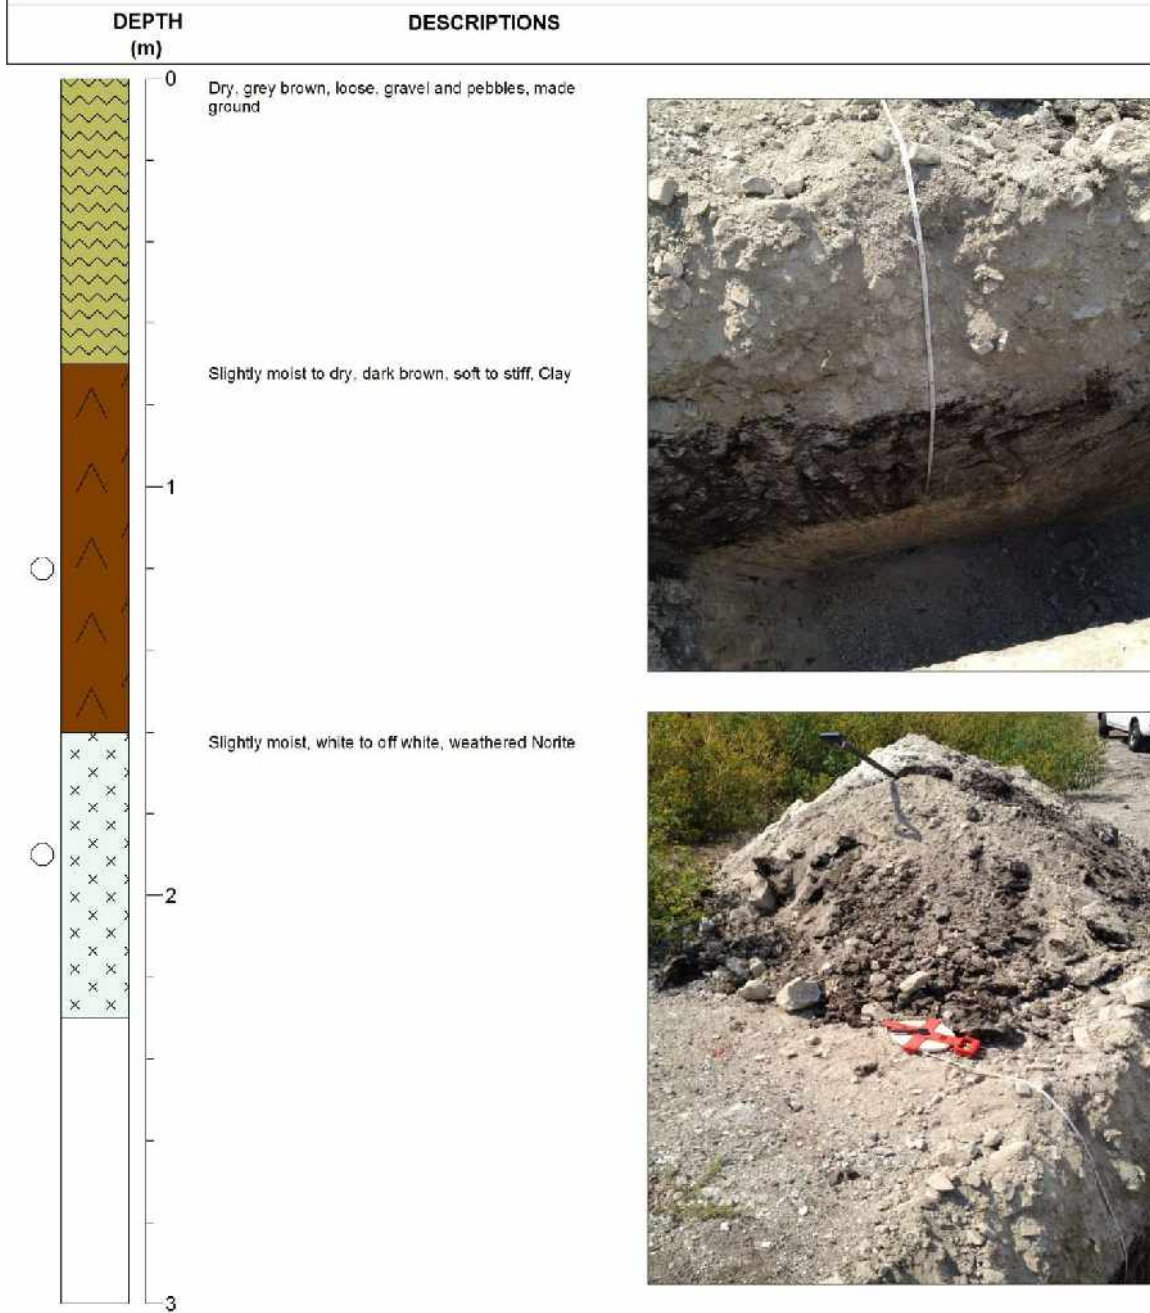 DEPTH
(m)
DESCRIPTIONS
0
Dry, grey brown, loose, gravel and pebbles, made
ground
Slightly moist to dry, dark brown, soft to stiff, Clay
1
Slightly moist, white to off white, weathered Norite
2
3